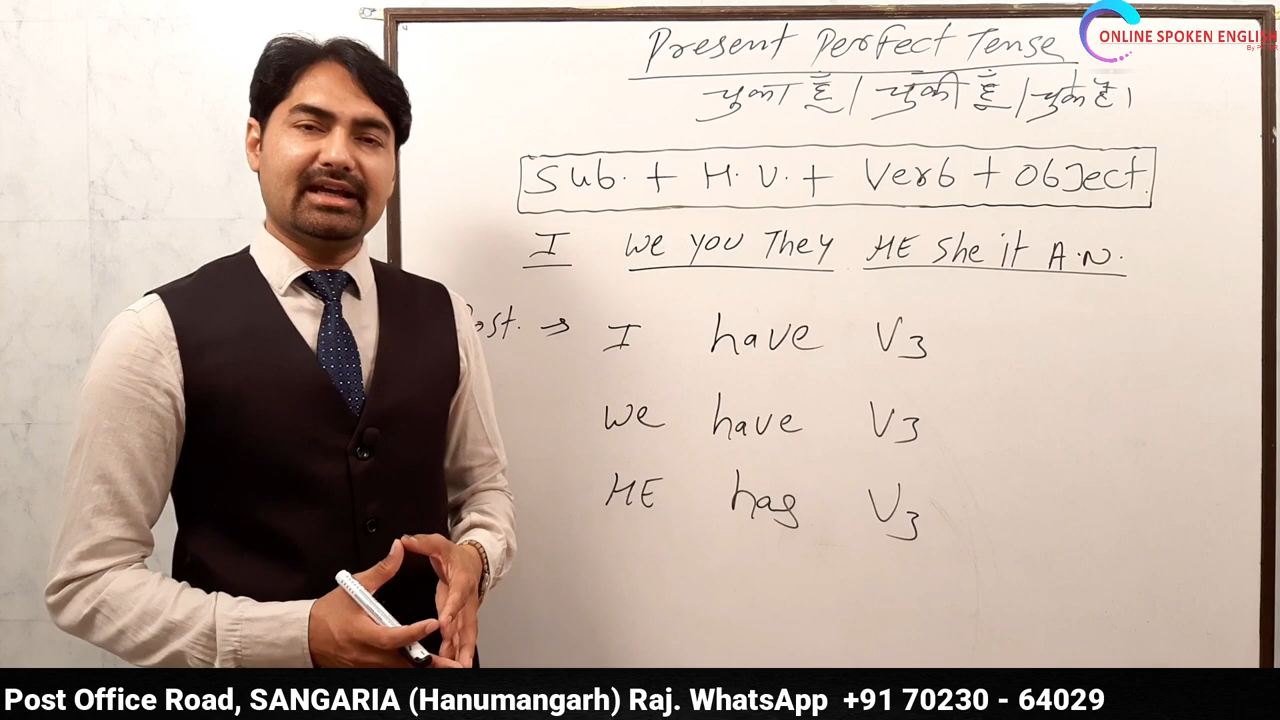 Present Perfect Tense
ONLINE SPOKEN ENGLISH
चुका हूँ / चुकी हूँ / चुके हैं।
Sub. + H.V. + Verb + Object.
I We you They HE She it A.N.
I have V3
We have V3
HE has V3
Post Office Road, SANGARIA (Hanumangarh) Raj. WhatsApp +91 70230 - 64029